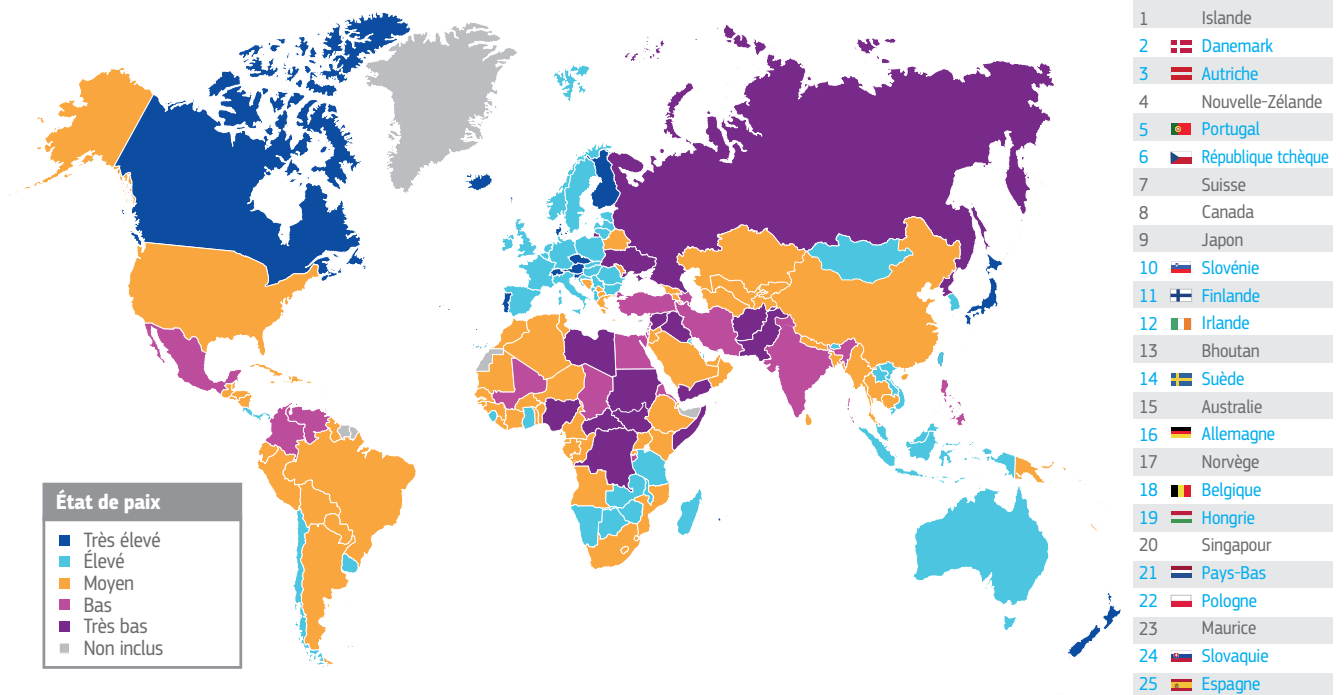 État de paix
Très élevé
Élevé
Moyen
Bas
Très bas
Non inclus
1 Islande
2 Danemark
3 Autriche
4 Nouvelle-Zélande
5 Portugal
6 République tchèque
7 Suisse
8 Canada
9 Japon
10 Slovénie
11 Finlande
12 Irlande
13 Bhoutan
14 Suède
15 Australie
16 Allemagne
17 Norvège
18 Belgique
19 Hongrie
20 Singapour
21 Pays-Bas
22 Pologne
23 Maurice
24 Slovaquie
25 Espagne